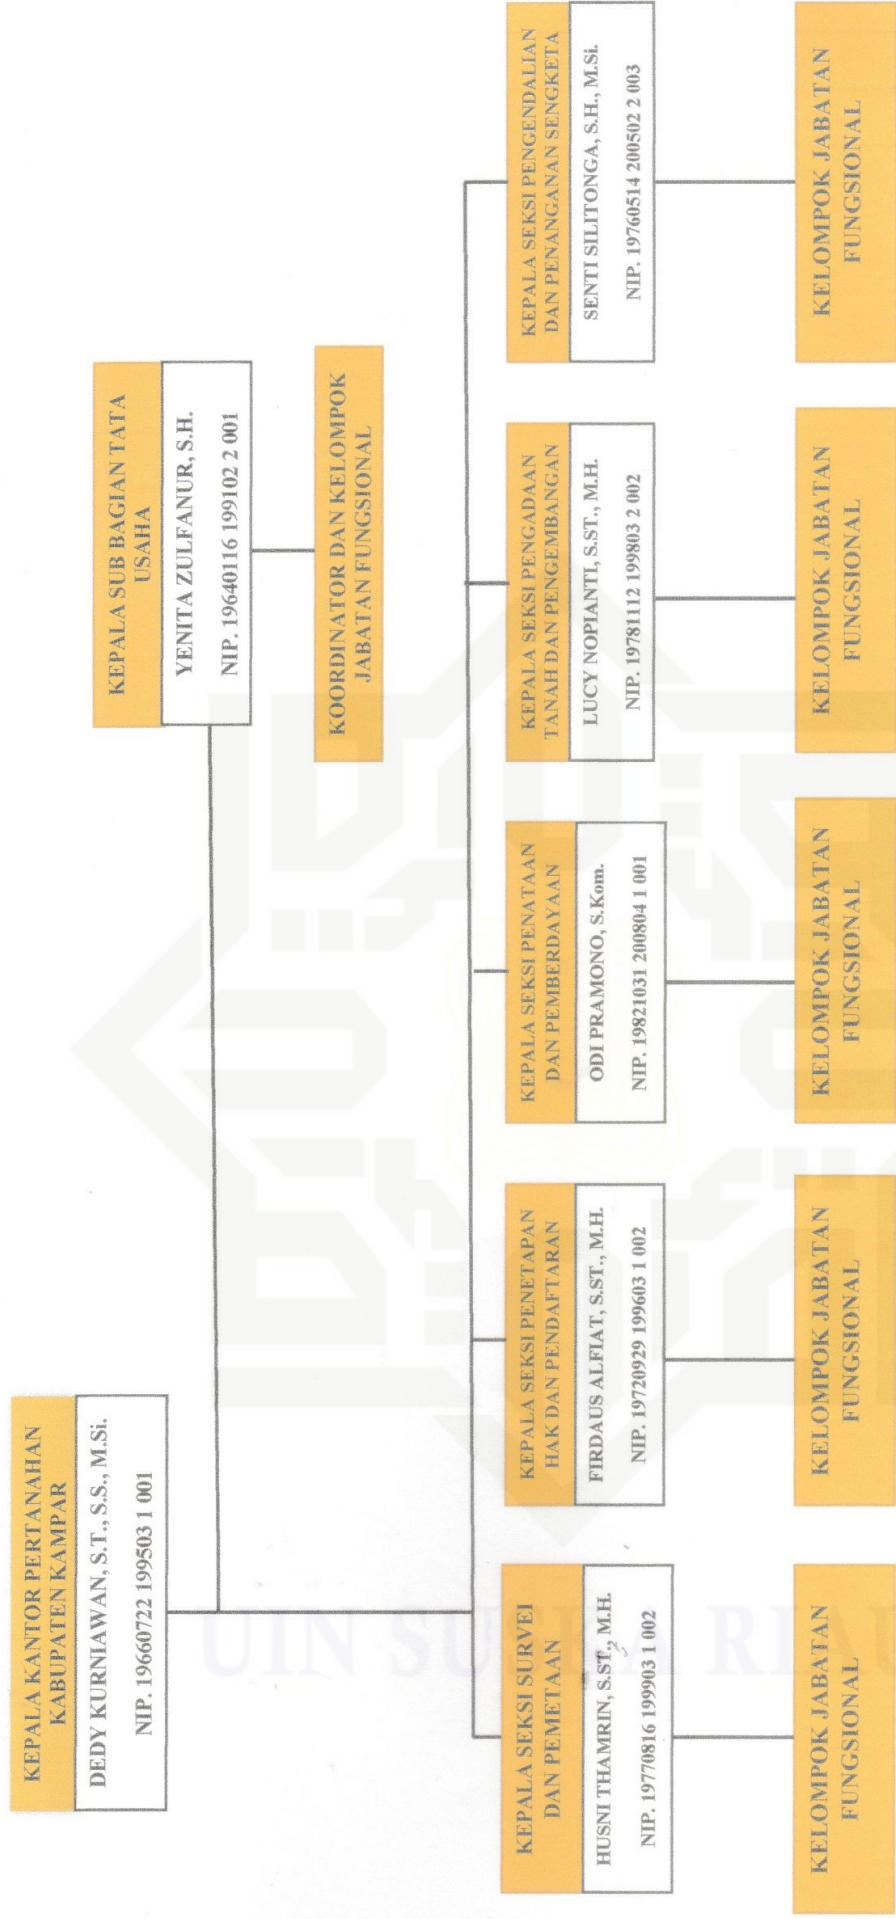 KEPALA KANTOR PERTANAHAN
KABUPATEN KAMPAR
DEDY KURNIAWAN, S.T., S.S., M.Si.
NIP. 19660722 199503 1 001
KEPALA SUB BAGIAN TATA
USAHA
YENITA ZULFANUR, S.H.
NIP. 19640116 199102 2 001
KOORDINATOR DAN KELOMPOK
JABATAN FUNGSIONAL
KEPALA SEKSI SURVEI
DAN PEMETAAN
HUSNI THAMRIN, S.ST., M.H.
NIP. 19770816 199903 1 002
KELOMPOK JABATAN
FUNGSIONAL
KEPALA SEKSI PENETAPAN
HAK DAN PENDAFTARAN
FIRDAUS ALFIAT, S.ST., M.H.
NIP. 19720929 199603 1 002
KELOMPOK JABATAN
FUNGSIONAL
KEPALA SEKSI PENATAAN
DAN PEMBERDAYAAN
ODI PRAMONO, S.Kom.
NIP. 19821031 200804 1 001
KELOMPOK JABATAN
FUNGSIONAL
KEPALA SEKSI PENGADAAN
TANAH DAN PENGEMBANGAN
LUCY NOPIANTI, S.ST., M.H.
NIP. 19781112 199803 2 002
KELOMPOK JABATAN
FUNGSIONAL
KEPALA SEKSI PENGENDALIAN
DAN PENANGANAN SENGKETA
SENTI SILITONGA, S.H., M.Si.
NIP. 19760514 200502 2 003
KELOMPOK JABATAN
FUNGSIONAL
UIN SUSKA RIAU